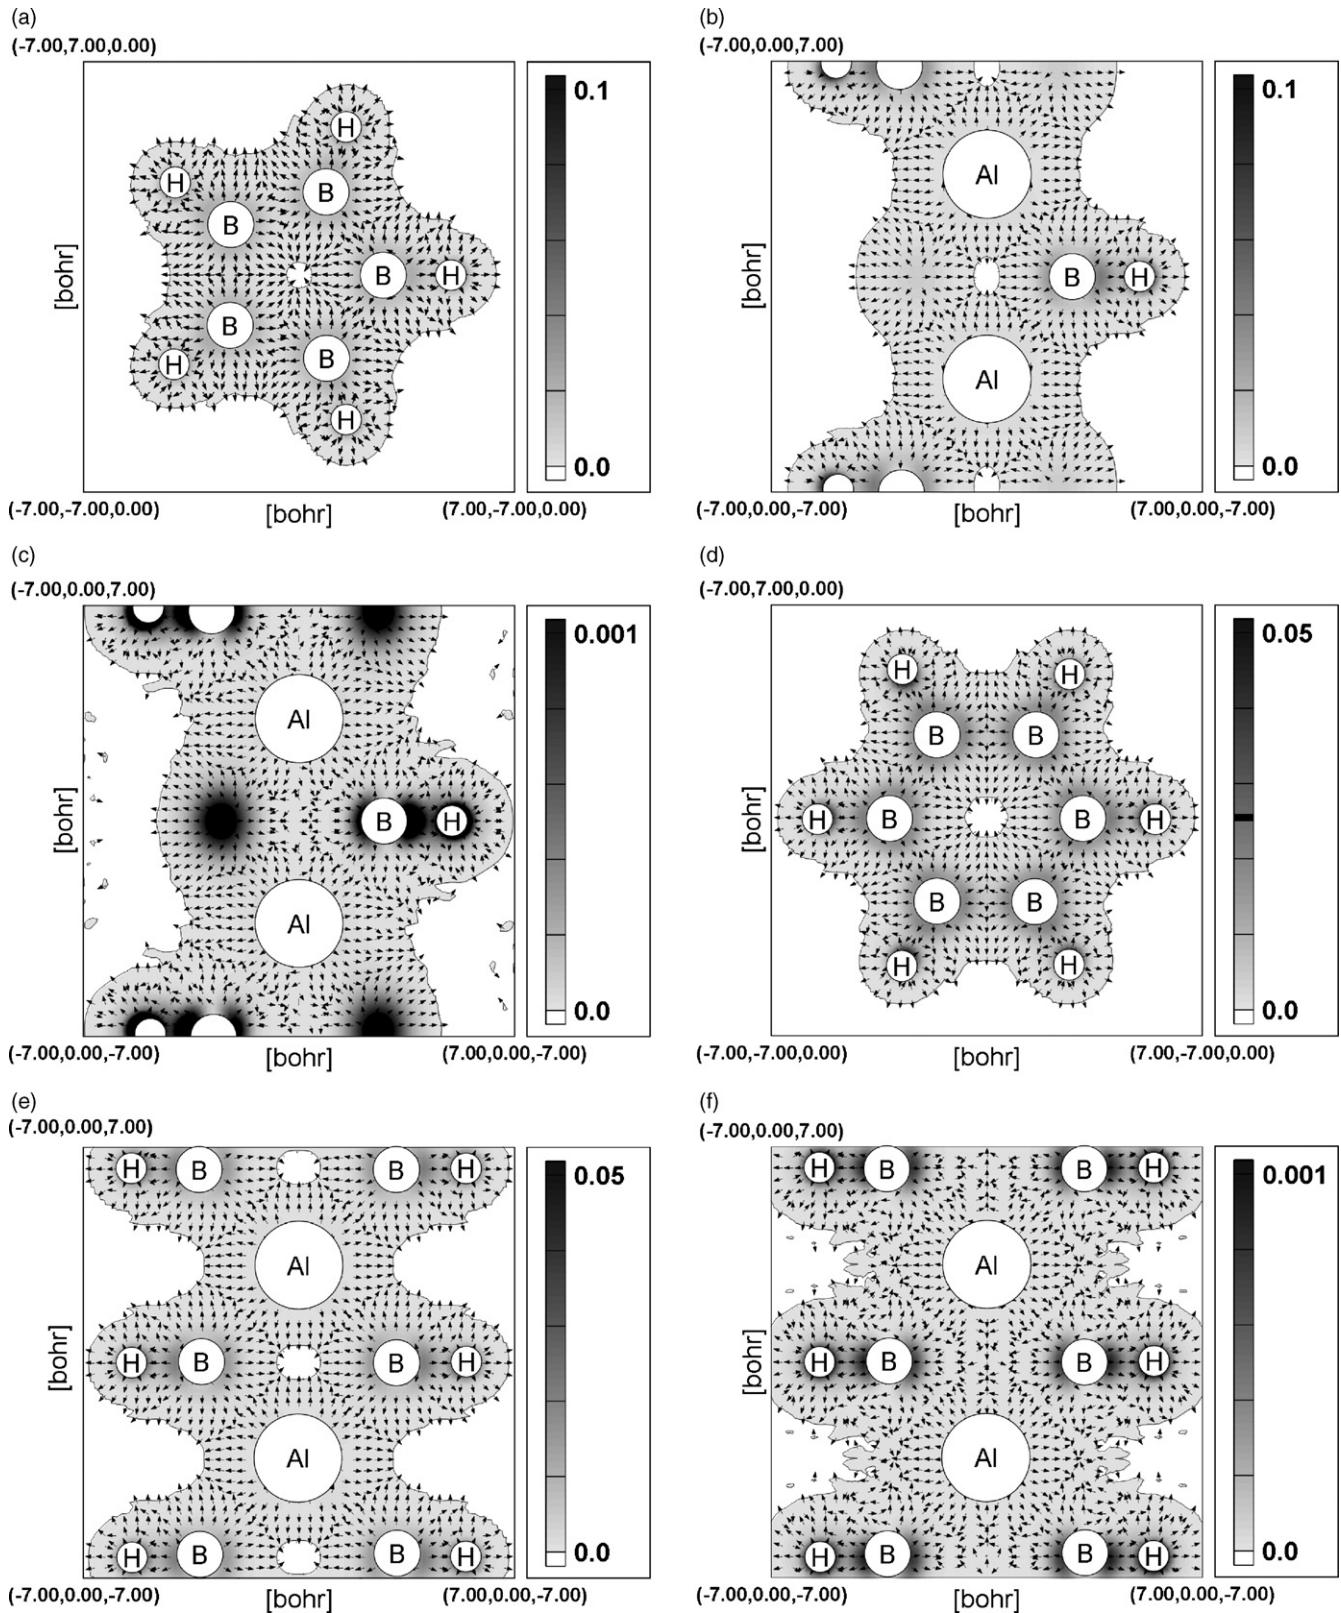 (a)
(-7.00,7.00,0.00)
0.1
H
H
B
B
B
H
[bohr]
B
B
H
H
0.0
(-7.00,-7.00,0.00)
[bohr]
(7.00,-7.00,0.00)
(b)
(-7.00,0.00,7.00)
0.1
Al
[bohr]
B
H
Al
0.0
(-7.00,0.00,-7.00)
[bohr]
(7.00,0.00,-7.00)
(c)
(-7.00,0.00,7.00)
0.001
Al
[bohr]
B
H
Al
0.0
(-7.00,0.00,-7.00)
[bohr]
(7.00,0.00,-7.00)
(d)
(-7.00,7.00,0.00)
0.05
H
H
B
B
[bohr]
H
B
B
H
B
B
H
H
0.0
(-7.00,-7.00,0.00)
[bohr]
(7.00,-7.00,0.00)
(e)
(-7.00,0.00,7.00)
H
B
B
H
0.05
Al
[bohr]
H
B
B
H
Al
H
B
B
H
0.0
(-7.00,0.00,-7.00)
[bohr]
(7.00,0.00,-7.00)
(f)
(-7.00,0.00,7.00)
H
B
B
H
0.001
Al
[bohr]
H
B
B
H
Al
H
B
B
H
0.0
(-7.00,0.00,-7.00)
[bohr]
(7.00,0.00,-7.00)